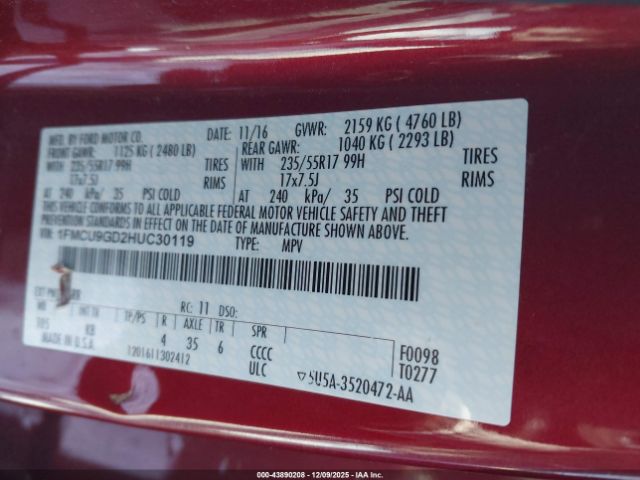 MFD. BY FORD MOTOR CO. DATE: 11/16 GVWR: 2159 KG ( 4760 LB)
FRONT GAWR: 1125 KG ( 2480 LB) REAR GAWR: 1040 KG ( 2293 LB)
235/55R17 99H TIRES WITH 235/55R17 99H TIRES
17x7.5J RIMS 17x7.5J RIMS
AT 240 kPa/ 35 PSI COLD AT 240 kPa/ 35 PSI COLD
THIS VEHICLE CONFORMS TO ALL APPLICABLE FEDERAL MOTOR VEHICLE SAFETY AND THEFT
PREVENTION STANDARDS IN EFFECT ON THE DATE OF MANUFACTURE SHOWN ABOVE.
VIN: 1FMCU9GD2HUC30119 TYPE: MPV
EXT
RC: 11 DSO:
WB INT TR TP/PS R AXLE TR SPR
KB 4 35 6 CCCC F0098
MADE IN U.S.A. 1201611302412 ULC T0277
5U5A-3520472-AA
000-43890208 - 12/09/2025 - IAAC Inc.